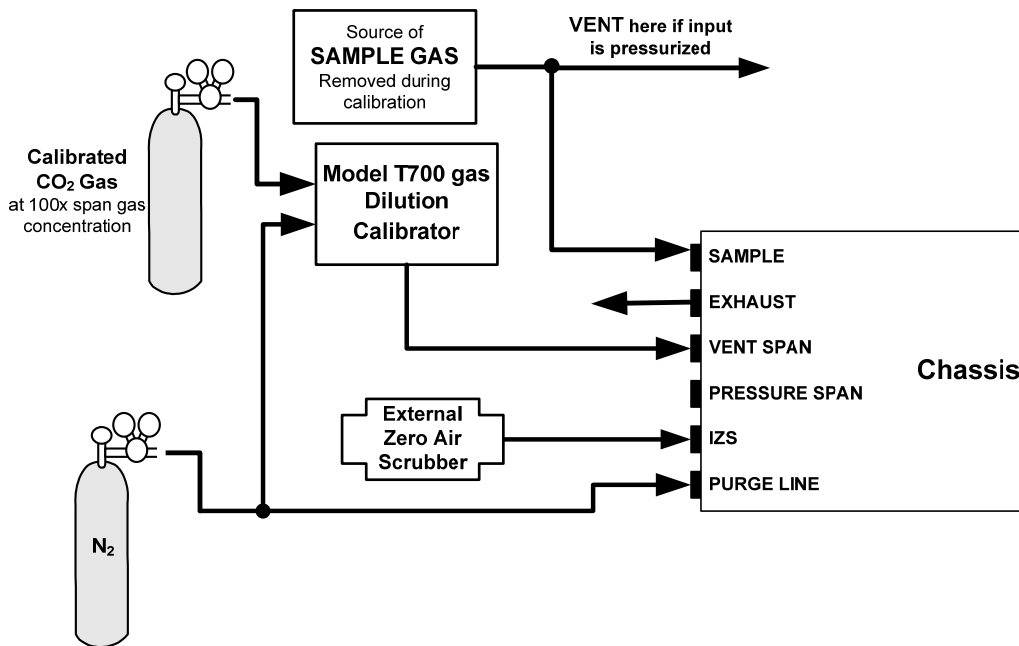 Source of
SAMPLE GAS
Removed during
calibration
VENT here if input
is pressurized
Calibrated
CO₂ Gas
at 100x span gas
concentration
Model T700 gas
Dilution
Calibrator
SAMPLE
EXHAUST
VENT SPAN
PRESSURE SPAN
IZS
PURGE LINE
Chassis
External
Zero Air
Scrubber
N₂